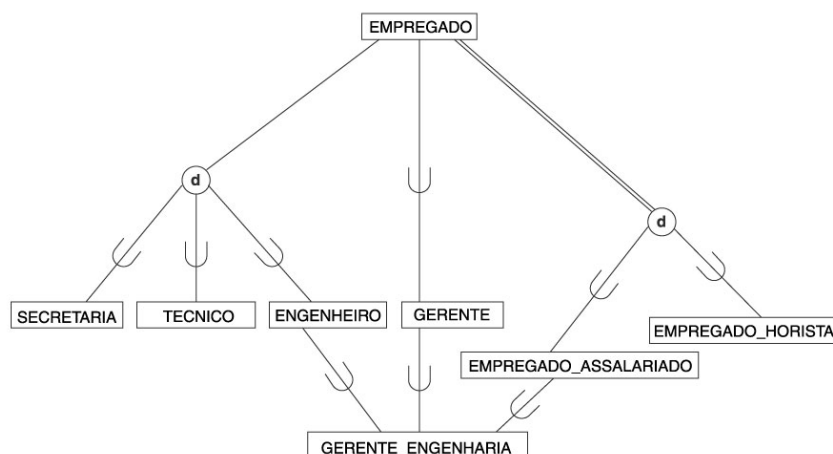 EMPREGADO
d
d
SECRETARIA
TECNICO
ENGENHEIRO
GERENTE
EMPREGADO_HORISTA
EMPREGADO_ASSALARIADO
GERENTE_ENGENHARIA